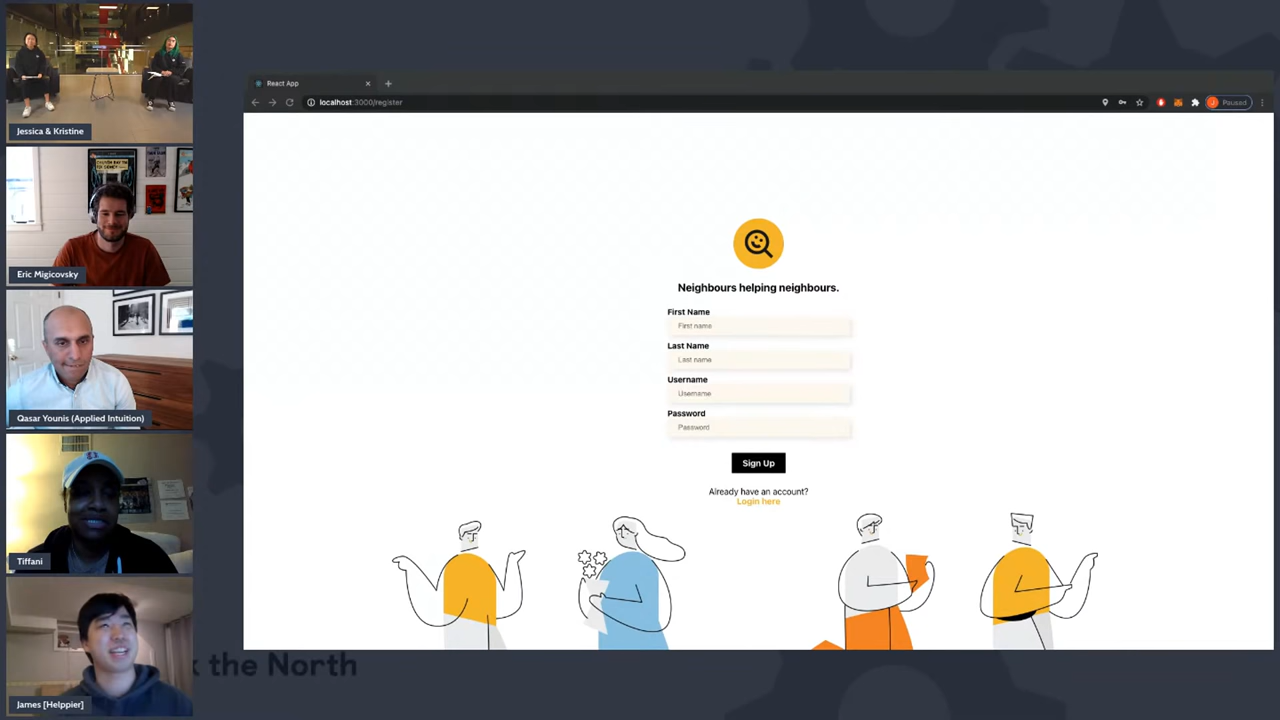 Jessica & Kristine
Eric Migicovsky
Qasar Younis (Applied Intuition)
Tiffani
James [Helppier]
React App
localhost:3000/register
Paused
Neighbours helping neighbours.
First Name
First name
Last Name
Last name
Username
Username
Password
Password
Sign Up
Already have an account?
Login here
k the North